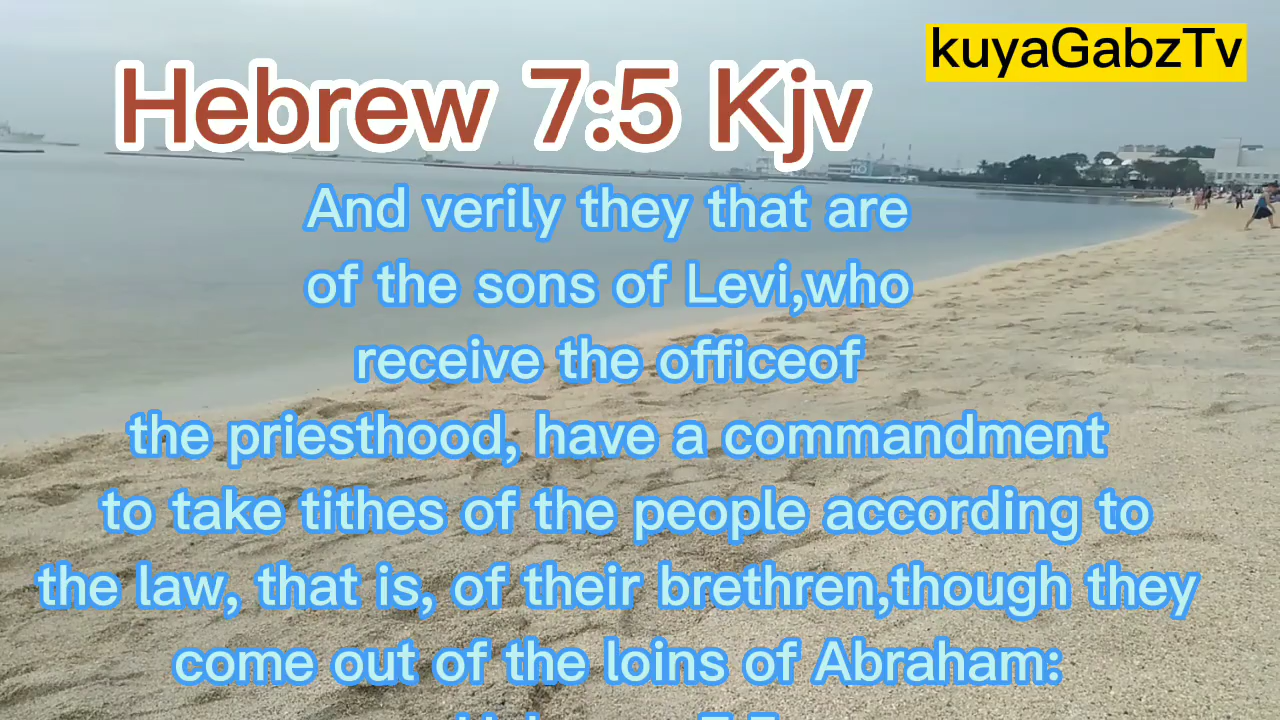 kuyaGabzTv
Hebrew 7:5 Kjv
And verily they that are
of the sons of Levi,who
receive the officeof
the priesthood, have a commandment
to take tithes of the people according to
the law, that is, of their brethren,though they
come out of the loins of Abraham: